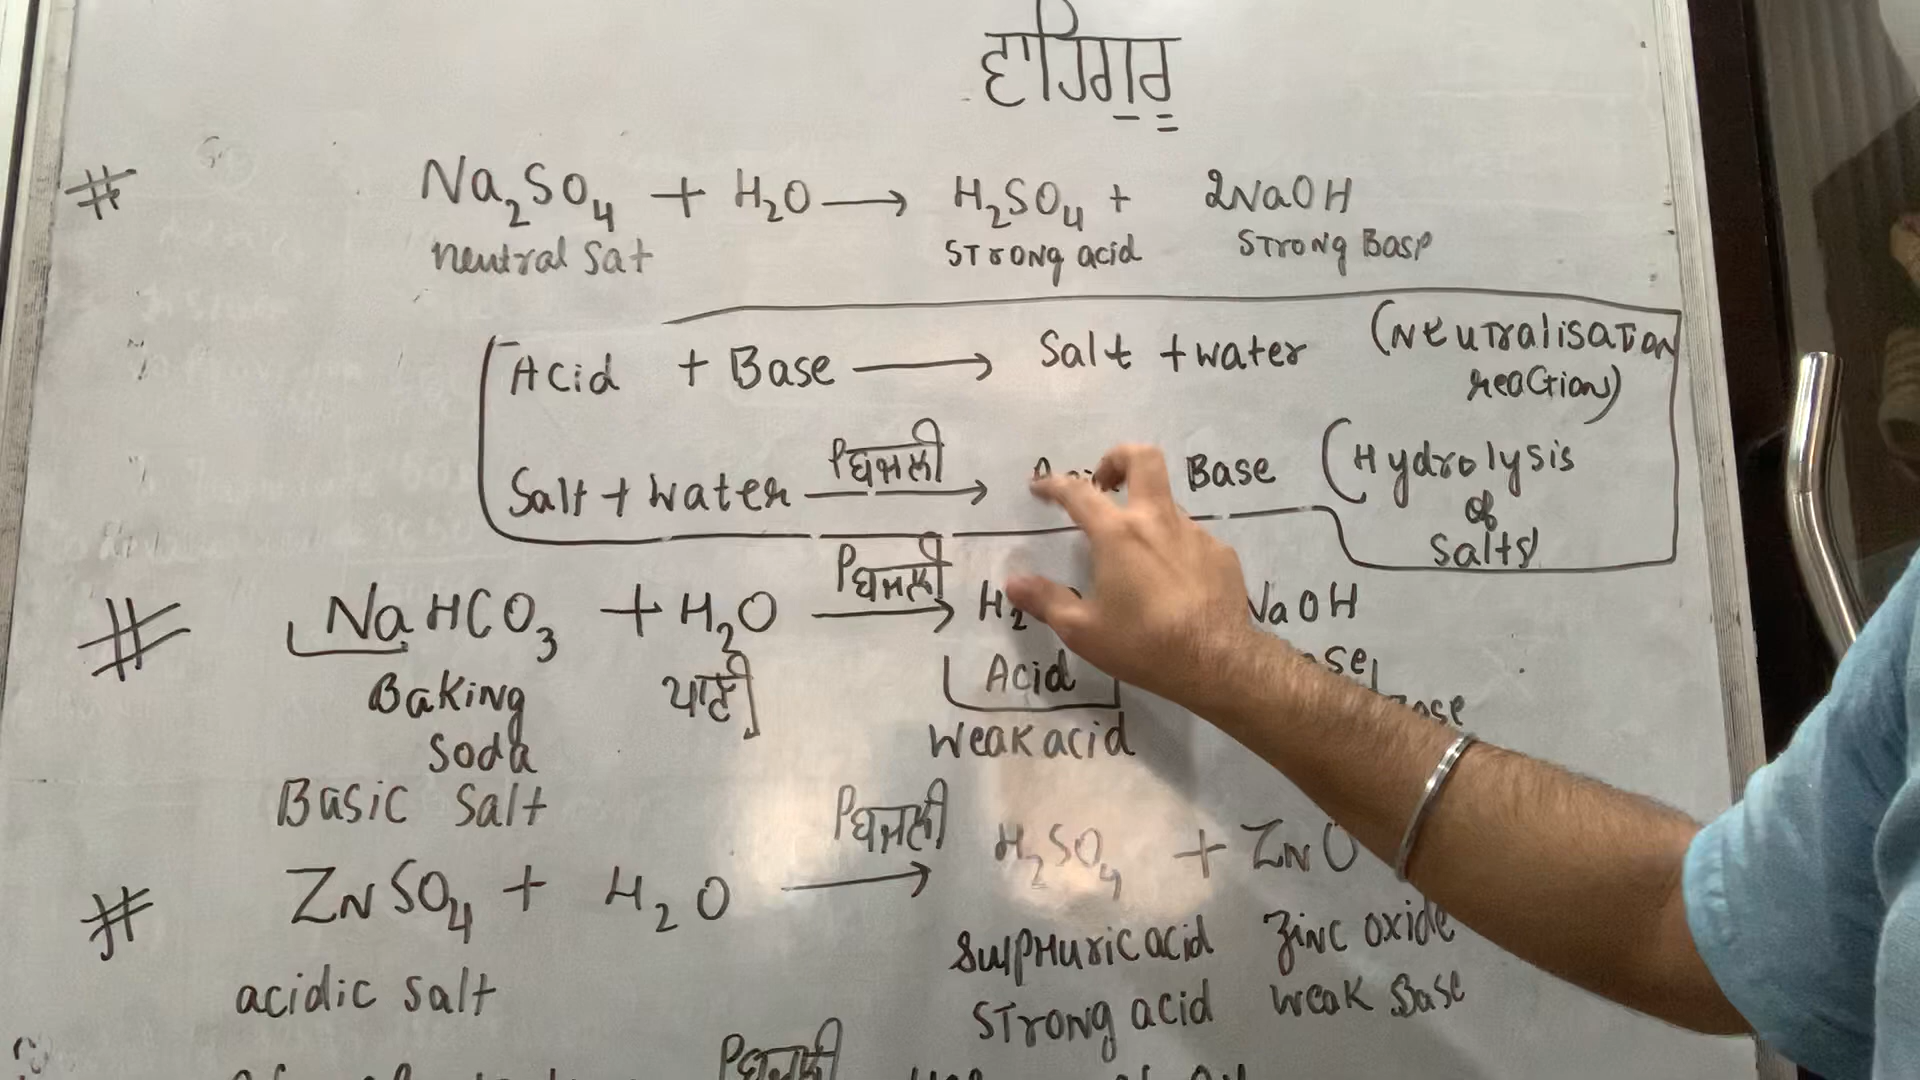 ਵਾਹਿਗੁਰੂ
# Na₂SO₄ + H₂O ⟶ H₂SO₄ + 2NaOH
neutral Sat Strong acid Strong Base
Acid + Base ⟶ Salt + water (Neutralisation
reaction)
Salt + water ⟶ Base (Hydrolysis
of
Salts)
# NaHCO₃ + H₂O ⟶ NaOH
Baking ਪਾਣੀ Acid
Soda Weak acid
Basic Salt
# ZnSO₄ + H₂O ⟶ H₂SO₄ + ZnO
acidic salt Sulphuric acid Zinc oxide
Strong acid weak Base